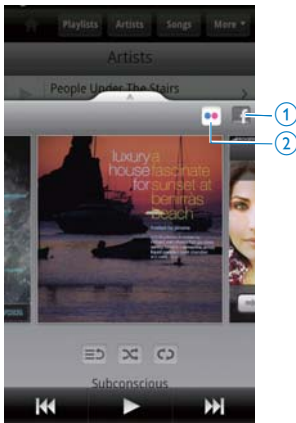 Playlists Artists Songs More
Artists
People Under The Stairs
f
1
2
luxury a
house fascinate
for sunset at
benirras
beach
Subconscious